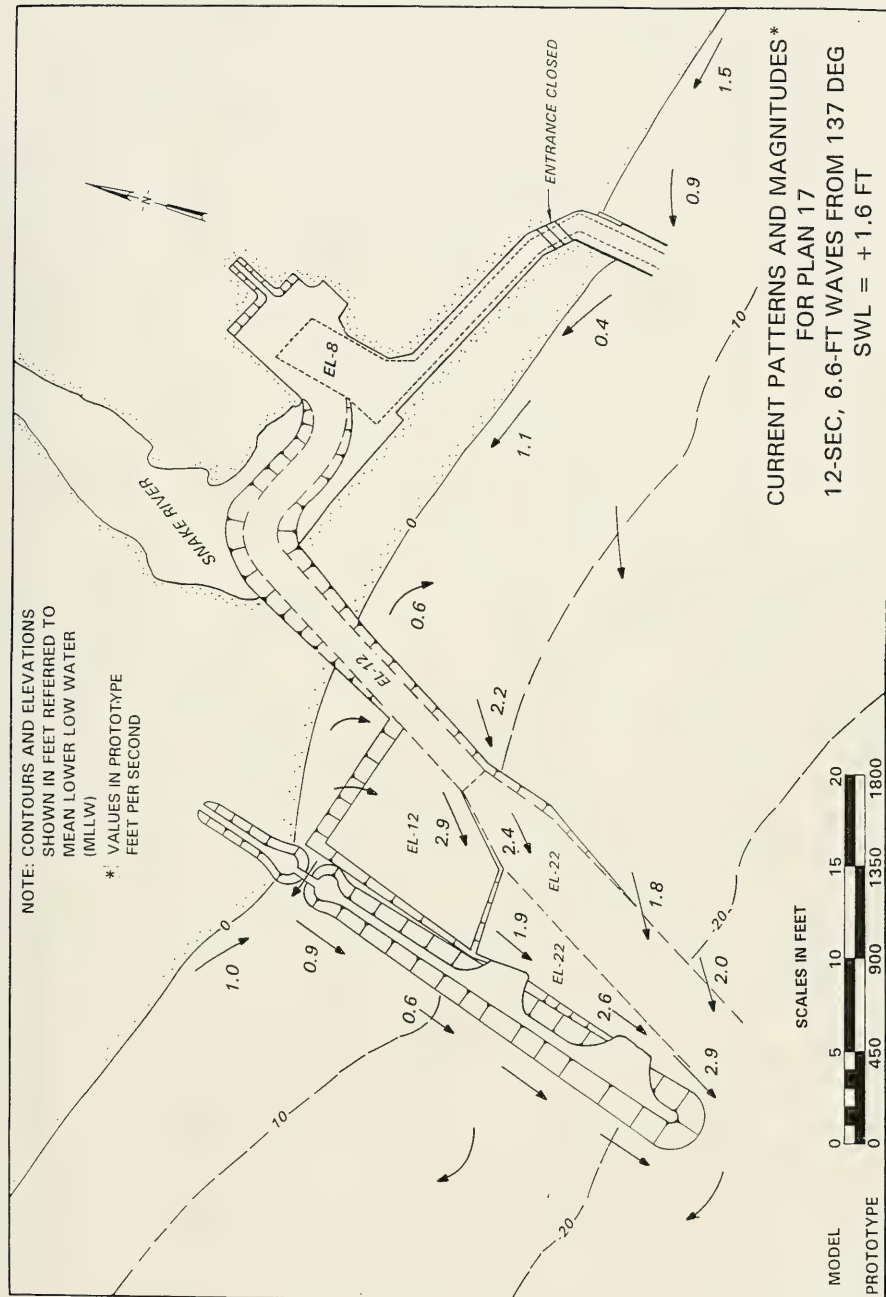 NOTE: CONTOURS AND ELEVATIONS
SHOWN IN FEET REFERRED TO
MEAN LOWER LOW WATER
(MLLW)
* VALUES IN PROTOTYPE
FEET PER SECOND
SNAKE RIVER
-N-
EL-8
ENTRANCE CLOSED
0
0
EL-12
EL-12
EL-22
EL-22
1.0
0.9
0.6
2.9
2.4
1.9
2.6
2.9
2.2
1.8
2.0
0.6
1.1
0.4
0.9
1.5
10
-20
-10
-20
CURRENT PATTERNS AND MAGNITUDES*
FOR PLAN 17
12-SEC, 6.6-FT WAVES FROM 137 DEG
SWL = +1.6 FT
SCALES IN FEET
MODEL 0 5 10 15 20
PROTOTYPE 0 450 900 1350 1800